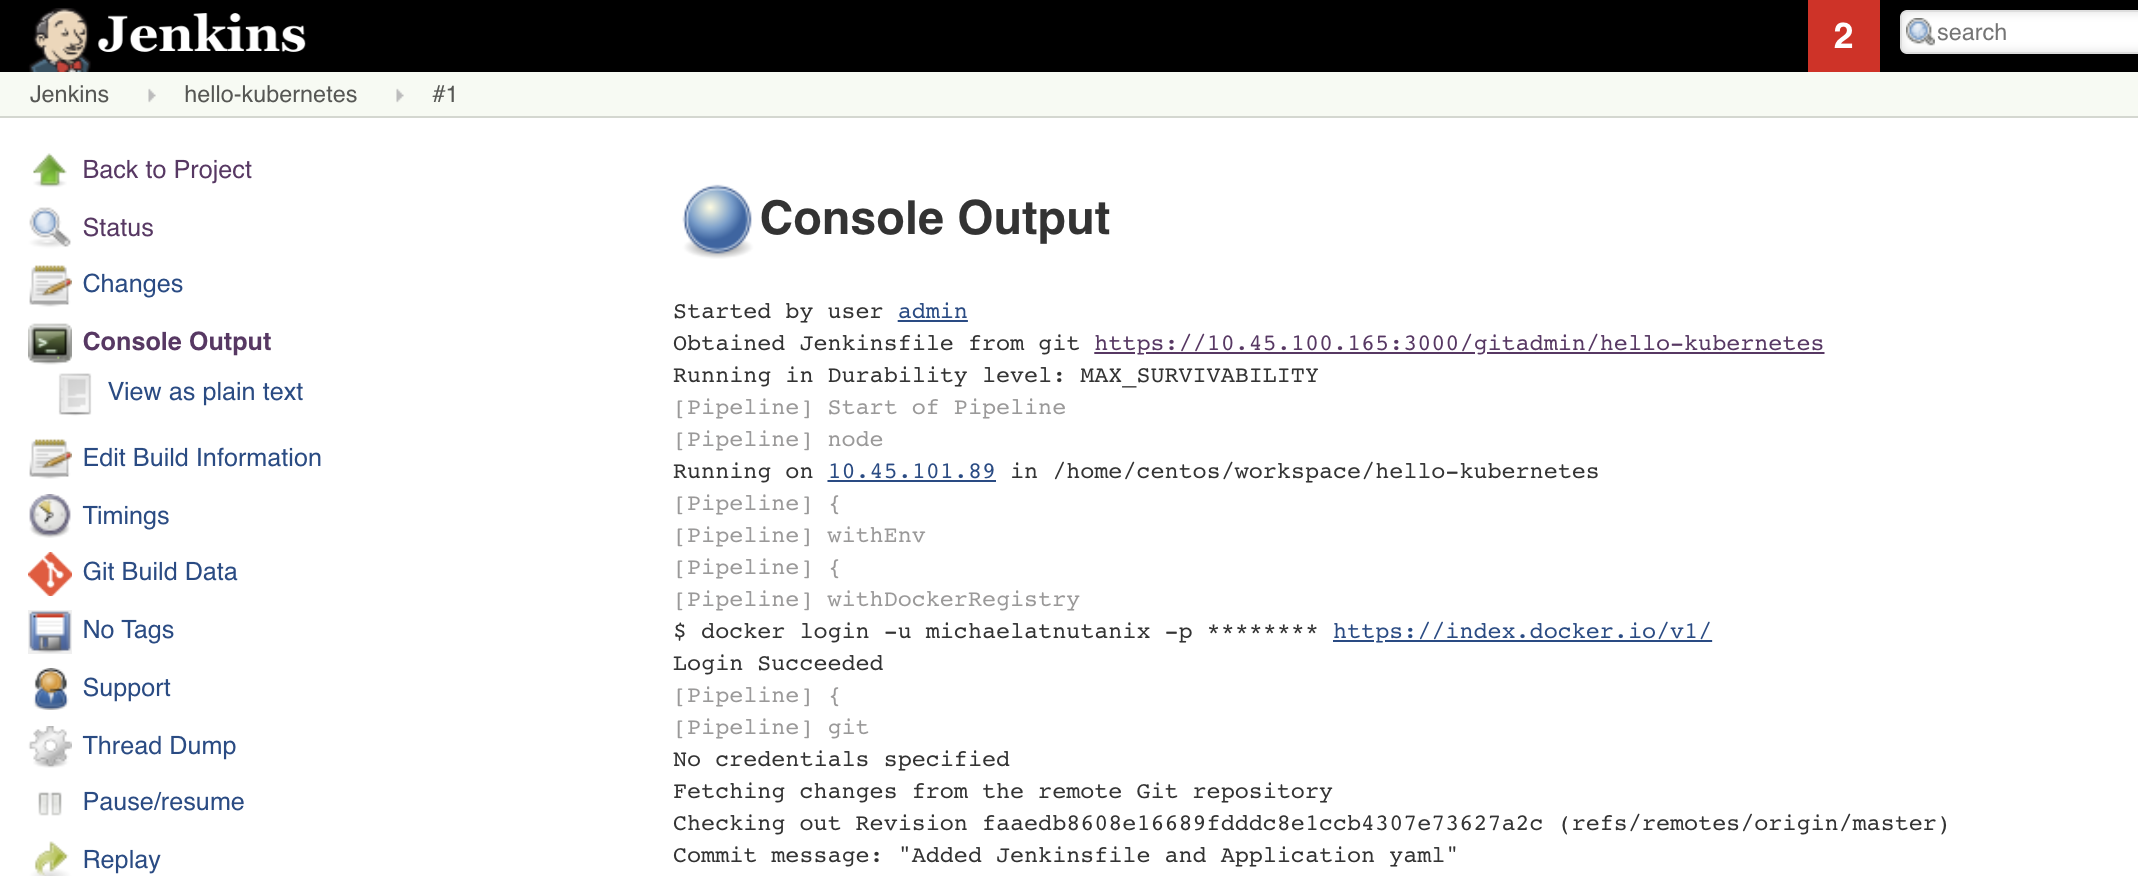 Jenkins
2
search
Jenkins
hello-kubernetes
#1
Back to Project
Status
Changes
Console Output
View as plain text
Edit Build Information
Timings
Git Build Data
No Tags
Support
Thread Dump
Pause/resume
Replay
Console Output
Started by user admin
Obtained Jenkinsfile from git https://10.45.100.165:3000/gitadmin/hello-kubernetes
Running in Durability level: MAX_SURVIVABILITY
[Pipeline] Start of Pipeline
[Pipeline] node
Running on 10.45.101.89 in /home/centos/workspace/hello-kubernetes
[Pipeline] {
[Pipeline] withEnv
[Pipeline] {
[Pipeline] withDockerRegistry
$ docker login -u michaelatnutanix -p ******** https://index.docker.io/v1/
Login Succeeded
[Pipeline] {
[Pipeline] git
No credentials specified
Fetching changes from the remote Git repository
Checking out Revision faaedb8608e16689fdddc8e1ccb4307e73627a2c (refs/remotes/origin/master)
Commit message: "Added Jenkinsfile and Application yaml"